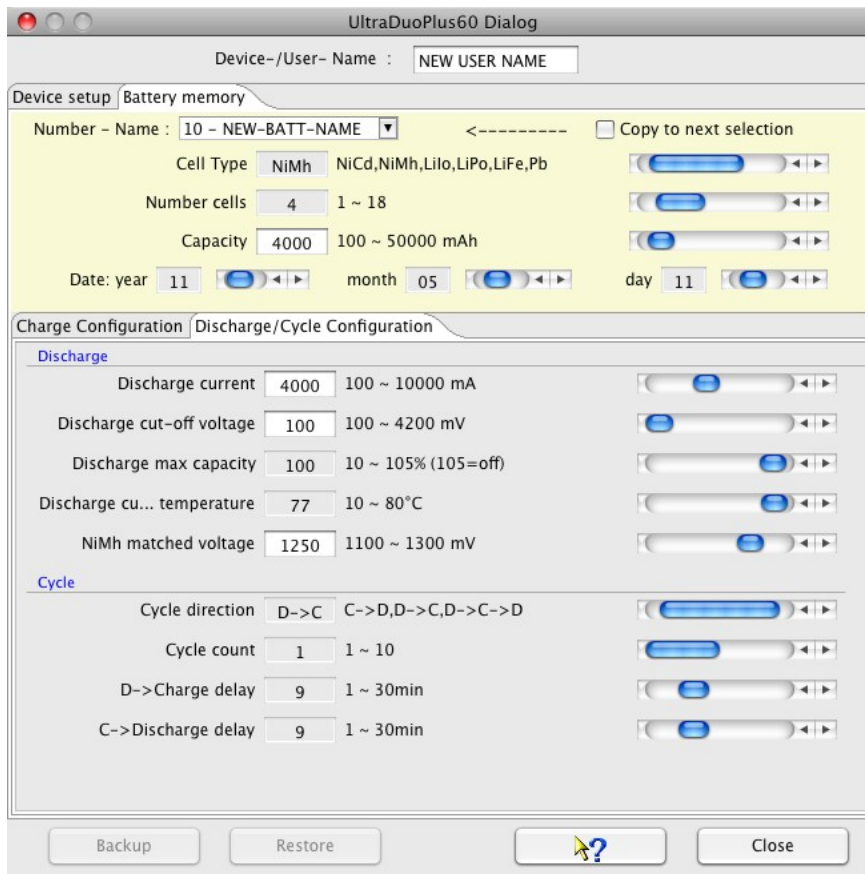 UltraDuoPlus60 Dialog
Device-/User- Name : NEW USER NAME
Device setup Battery memory
Number - Name : 10 - NEW-BATT-NAME <--------- Copy to next selection
Cell Type NiMh NiCd,NiMh,LiIo,LiPo,LiFe,Pb
Number cells 4 1 ~ 18
Capacity 4000 100 ~ 50000 mAh
Date: year 11 month 05 day 11
Charge Configuration Discharge/Cycle Configuration
Discharge
Discharge current 4000 100 ~ 10000 mA
Discharge cut-off voltage 100 100 ~ 4200 mV
Discharge max capacity 100 10 ~ 105% (105=off)
Discharge cu... temperature 77 10 ~ 80°C
NiMh matched voltage 1250 1100 ~ 1300 mV
Cycle
Cycle direction D->C C->D,D->C,D->C->D
Cycle count 1 1 ~ 10
D->Charge delay 9 1 ~ 30min
C->Discharge delay 9 1 ~ 30min
Backup Restore ? Close